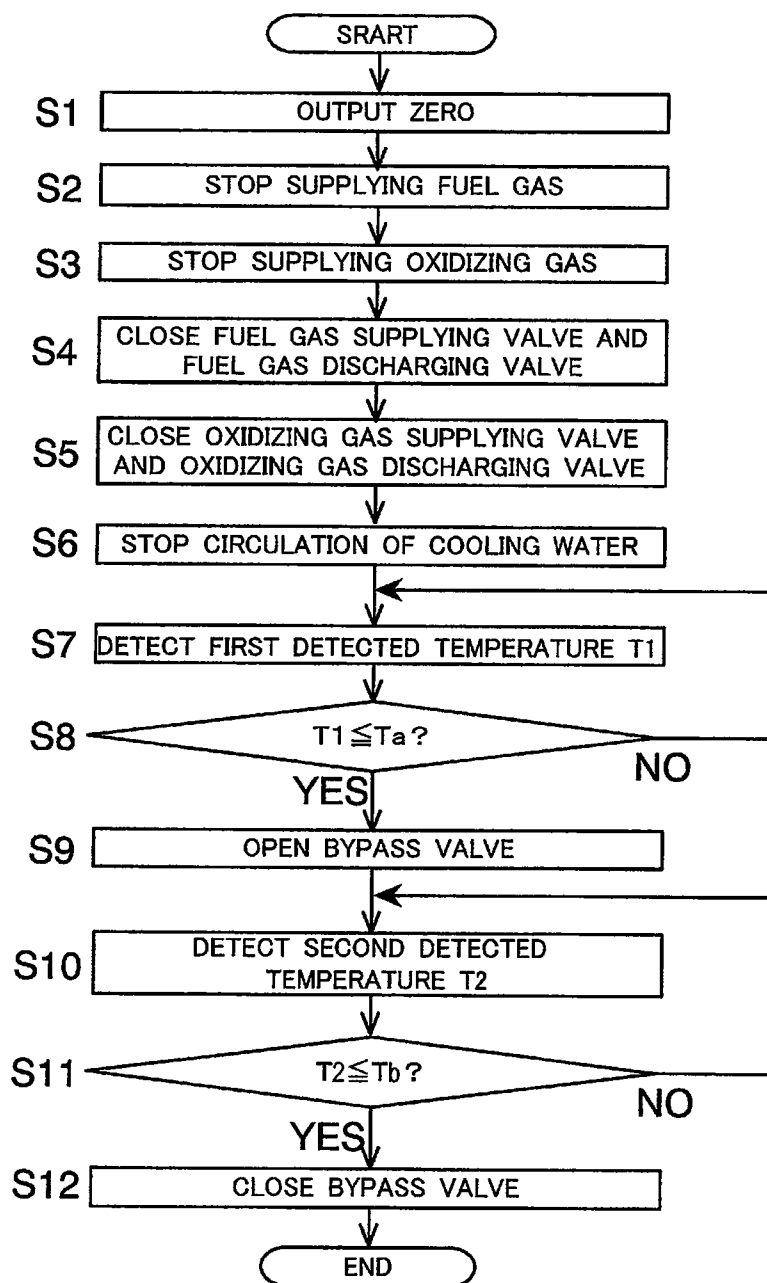 SRART
S1
OUTPUT ZERO
S2
STOP SUPPLYING FUEL GAS
S3
STOP SUPPLYING OXIDIZING GAS
S4
CLOSE FUEL GAS SUPPLYING VALVE AND
FUEL GAS DISCHARGING VALVE
S5
CLOSE OXIDIZING GAS SUPPLYING VALVE
AND OXIDIZING GAS DISCHARGING VALVE
S6
STOP CIRCULATION OF COOLING WATER
S7
DETECT FIRST DETECTED TEMPERATURE T1
S8
T1≦Ta?
NO
YES
S9
OPEN BYPASS VALVE
S10
DETECT SECOND DETECTED
TEMPERATURE T2
S11
T2≦Tb?
NO
YES
S12
CLOSE BYPASS VALVE
END